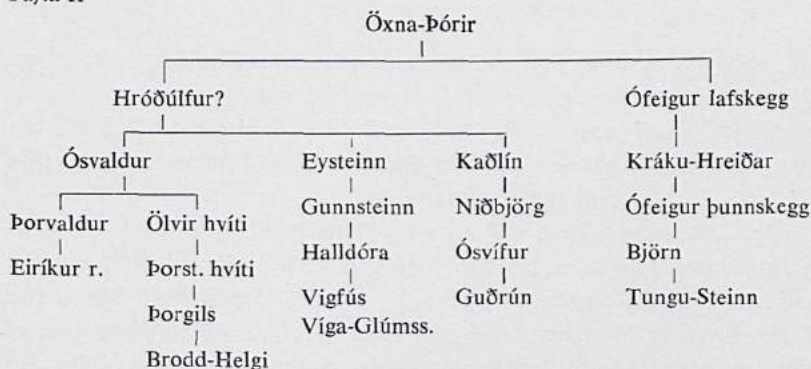 Öxna-Þórir
Hróðúlfur? Ófeigur lafskegg
Ósvaldur Eysteinn Kaðlín Kráku-Hreiðar
Þorvaldur Ölvir hvíti Gunnsteinn Niðbjörg Ófeigur þunnskegg
Eiríkur r. Þorst. hvíti Halldóra Ósvífur Björn
Þorgils Vigfús Guðrún Tungu-Steinn
Víga-Glúmss.
Brodd-Helgi